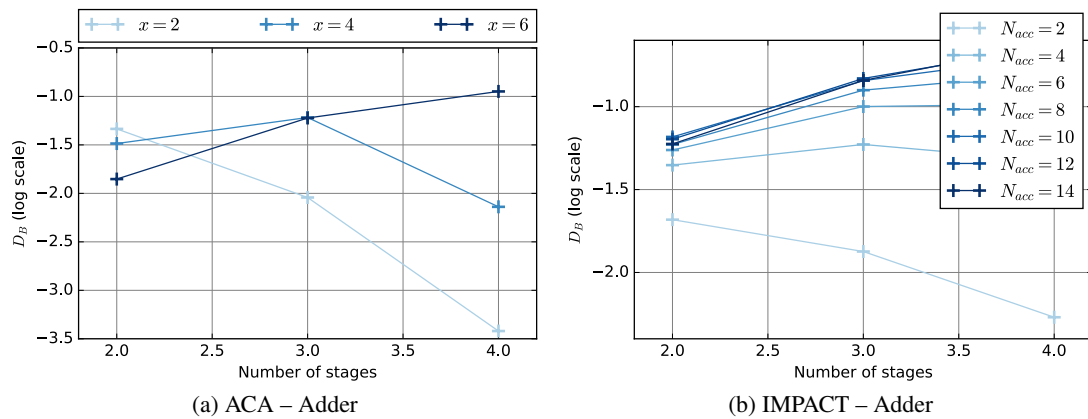 x = 2 x = 4 x = 6
−0.5
−1.0
−1.5
−2.0
−2.5
−3.0
−3.5
D_B (log scale)
2.0 2.5 3.0 3.5 4.0
Number of stages
(a) ACA – Adder
N_acc = 2
N_acc = 4
N_acc = 6
N_acc = 8
N_acc = 10
N_acc = 12
N_acc = 14
−1.0
−1.5
−2.0
D_B (log scale)
2.0 2.5 3.0 3.5 4.0
Number of stages
(b) IMPACT – Adder